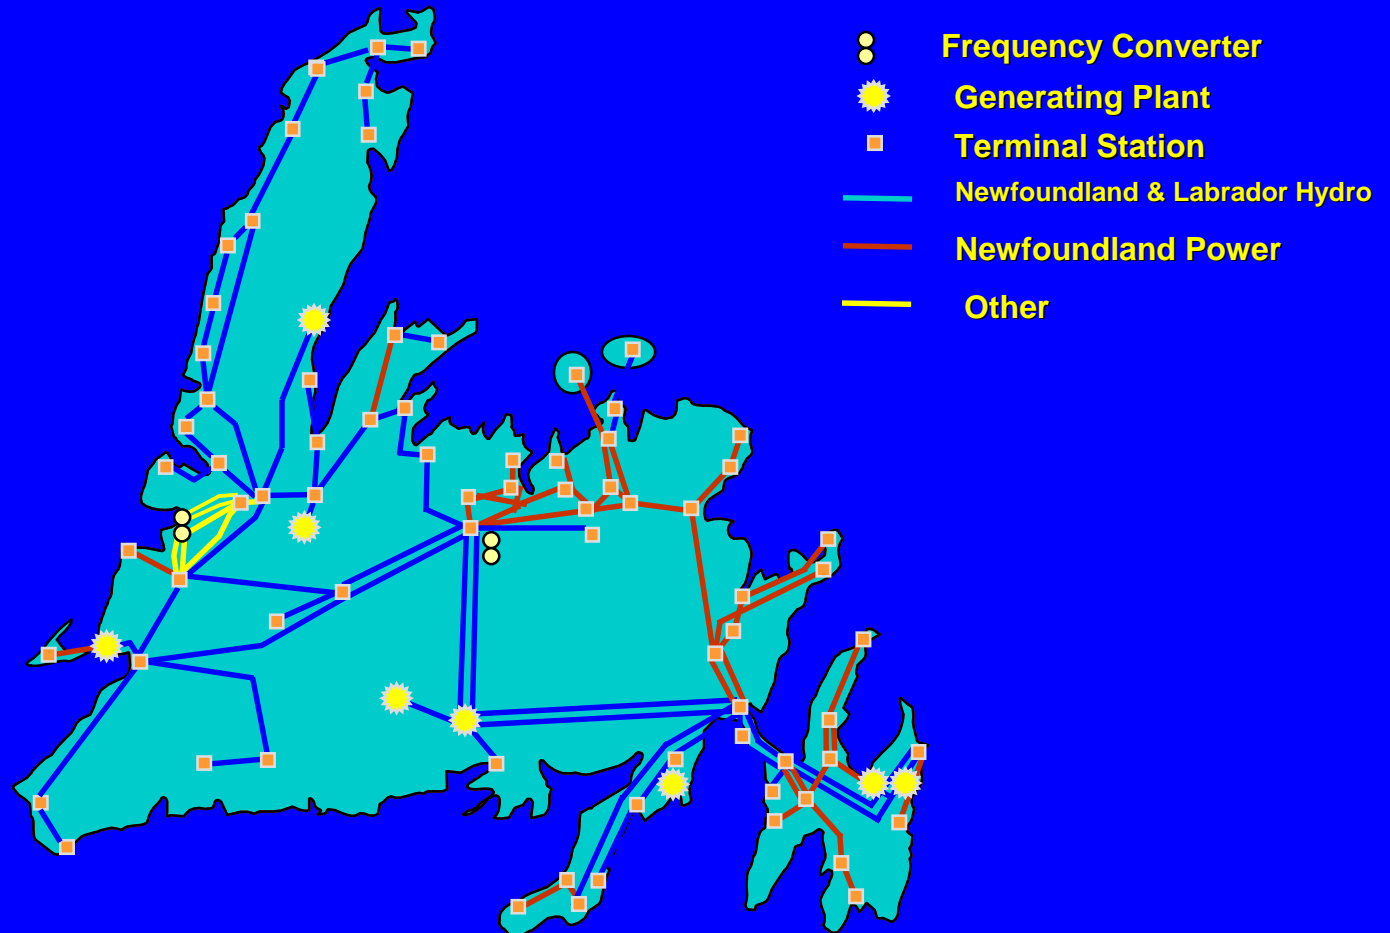 Frequency Converter
Generating Plant
Terminal Station
Newfoundland & Labrador Hydro
Newfoundland Power
Other